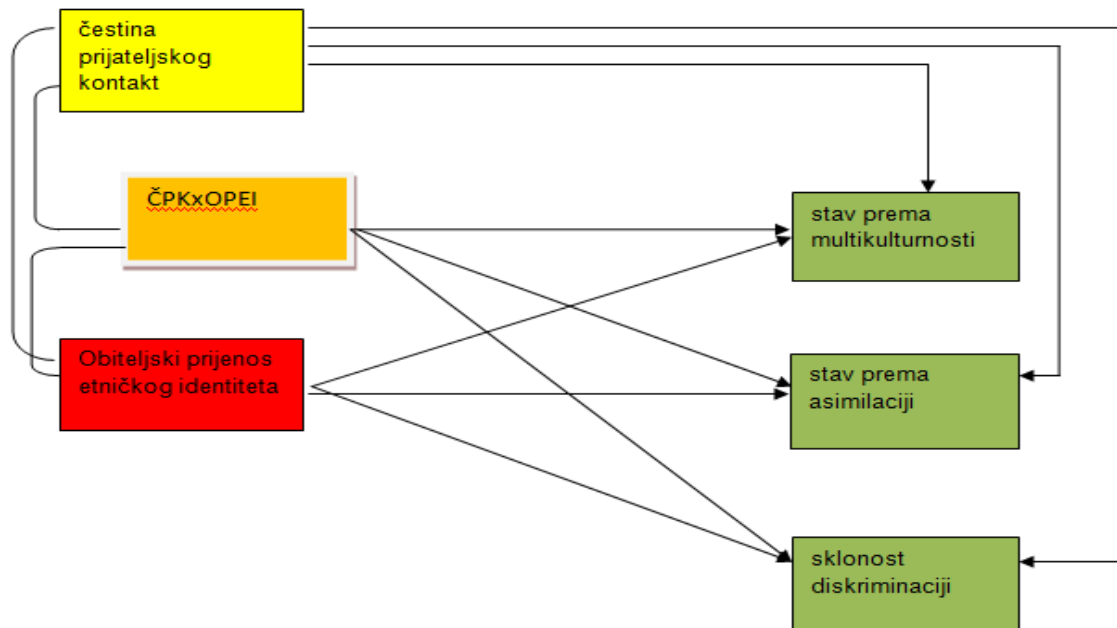 čestina
prijateljskog
kontakt
ČPKxOPEI
Obiteljski prijenos
etničkog identiteta
stav prema
multikulturnosti
stav prema
asimilaciji
sklonost
diskriminaciji